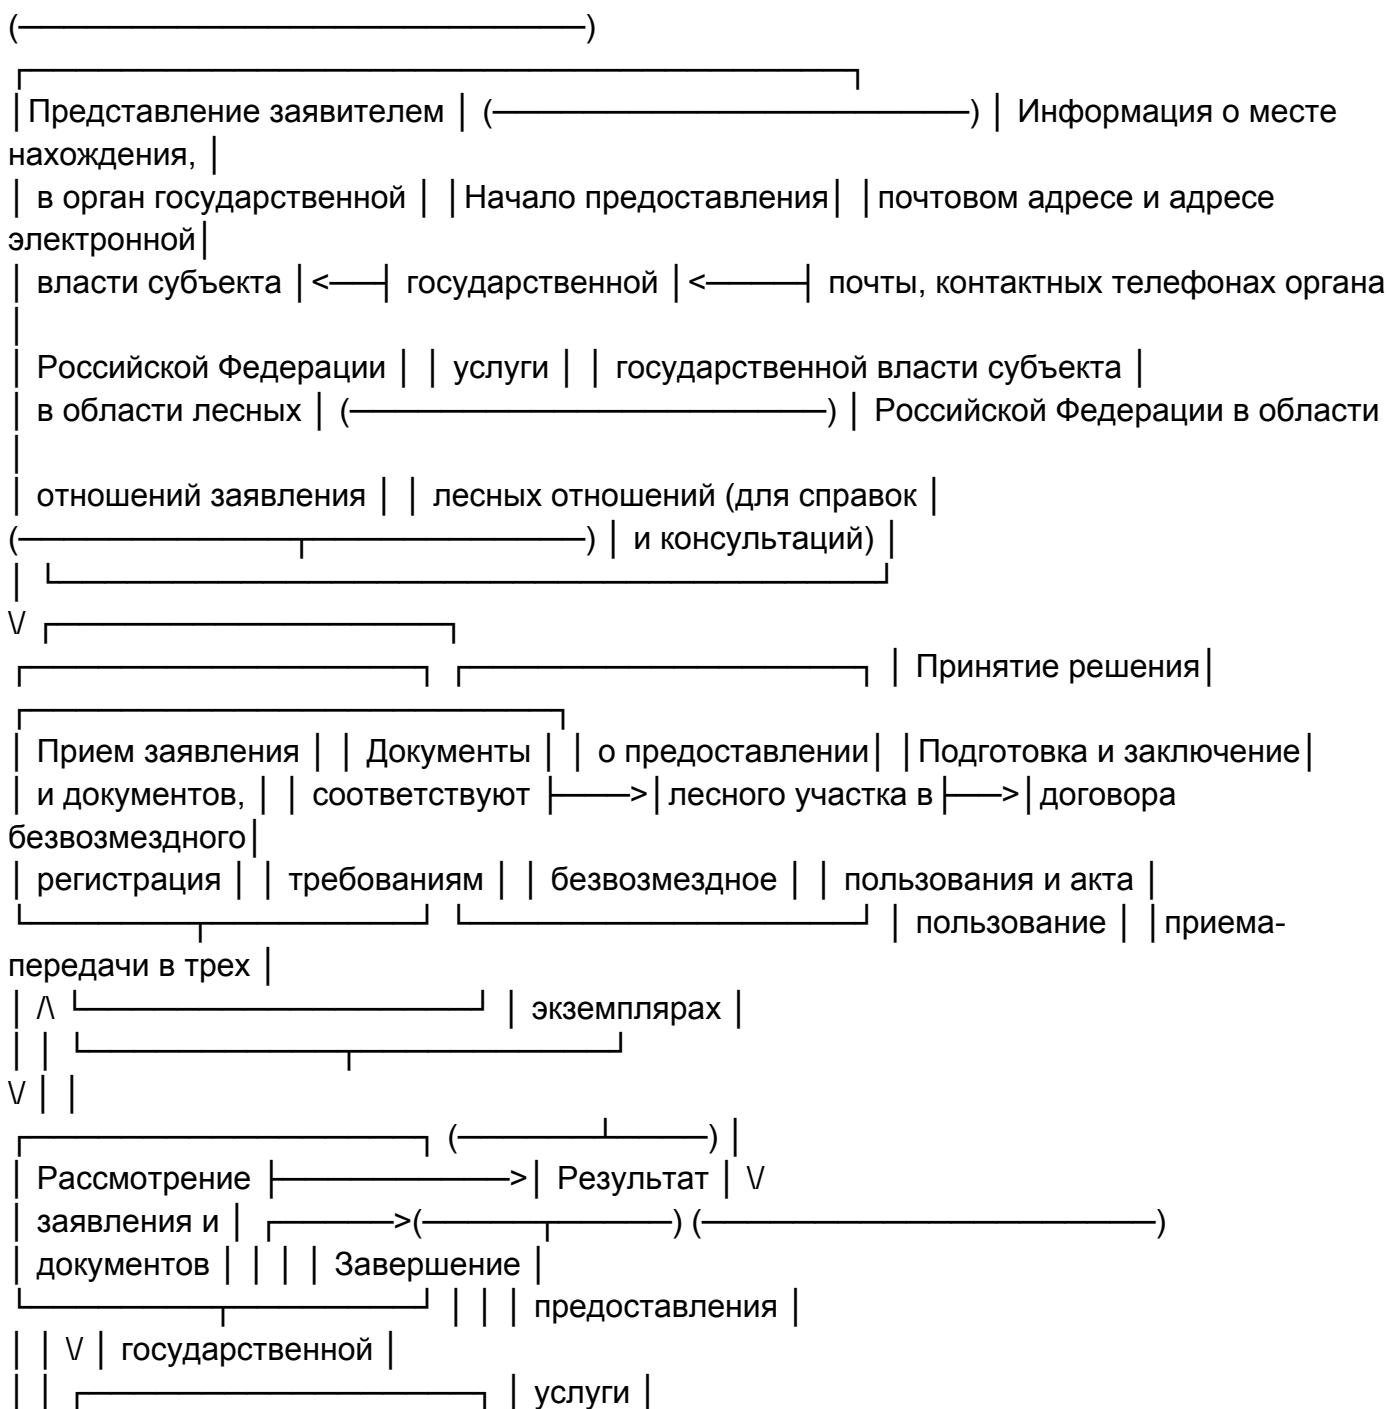 (────────────────────────────)
┌──────────────────────────────────────────┐
│Представление заявителем │ (────────────────────────) │ Информация о месте
нахождения, │
│ в орган государственной │ │Начало предоставления│ │почтовом адресе и адресе
электронной│
│ власти субъекта │<──┤ государственной │<────┤ почты, контактных телефонах органа
│
│ Российской Федерации │ │ услуги │ │ государственной власти субъекта │
│ в области лесных │ (────────────────────────) │ Российской Федерации в области
│
│ отношений заявления │ │ лесных отношений (для справок │
(──────────────┬─────────────) │ и консультаций) │
│ └──────────────────────────────────────────┘
\/ ┌────────────────────┐
┌────────────────────┐ ┌────────────────────┐ │ Принятие решения│
┌───────────────────────────┐
│ Прием заявления │ │ Документы │ │ о предоставлении│ │Подготовка и заключение│
│ и документов, │ │ соответствуют ├───>│лесного участка в├──>│договора
безвозмездного│
│ регистрация │ │ требованиям │ │ безвозмездное │ │ пользования и акта │
└─────────┬───────────┘ └────────────────────┘ │ пользование │ │приема-
передачи в трех │
│ /\ └────────────────────┘ │ экземплярах │
│ │ └─────────────┬─────────────┘
\/ │ │
┌────────────────────┐ (───────┴─────) │
│ Рассмотрение ├────────────>│ Результат │ \/
│ заявления и │ ┌──────>(──────┬──────) (───────────────────────)
│ документов │ │ │ │ Завершение │
└──────────┬──────────┘ │ │ │ предоставления │
│ │ \/ │ государственной │
│ │ ┌────────────────────┐ │ услуги │